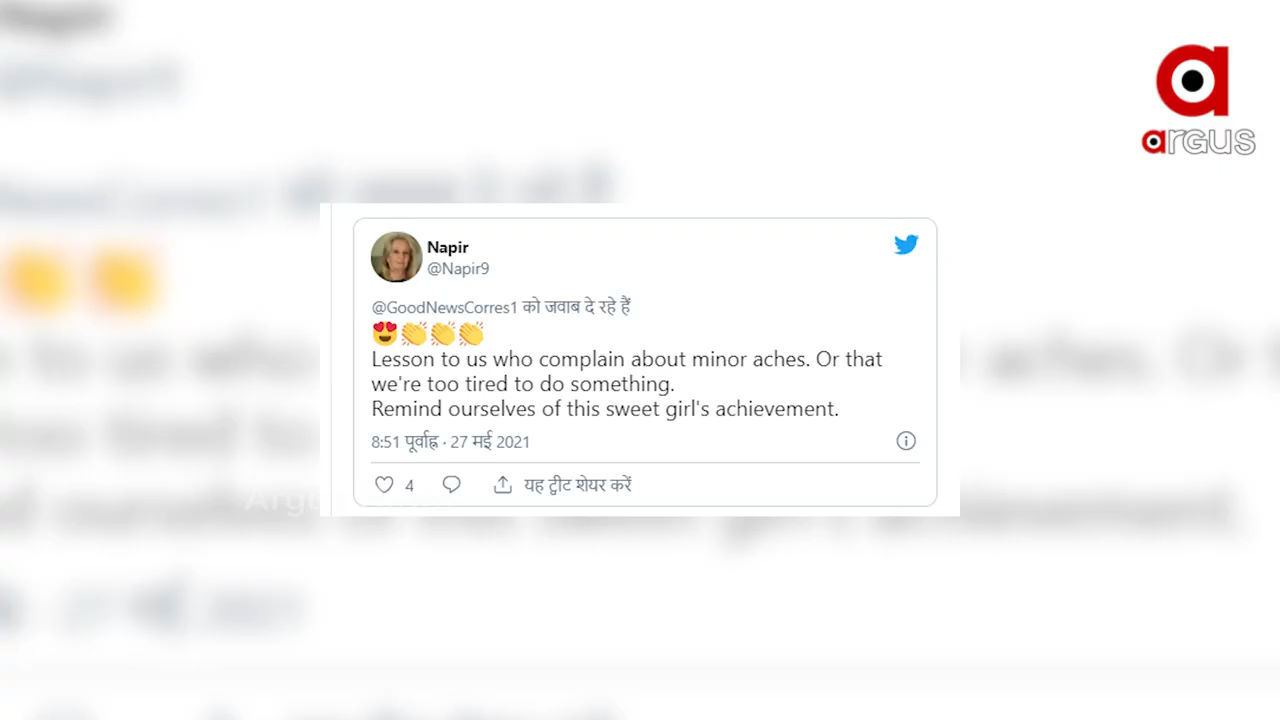 argus
Napir
@Napir9
@GoodNewsCorres1 को जवाब दे रहे हैं
😍👏👏👏
Lesson to us who complain about minor aches. Or that
we're too tired to do something.
Remind ourselves of this sweet girl's achievement.
8:51 पूर्वाह्न · 27 मई 2021
4
यह ट्वीट शेयर करें